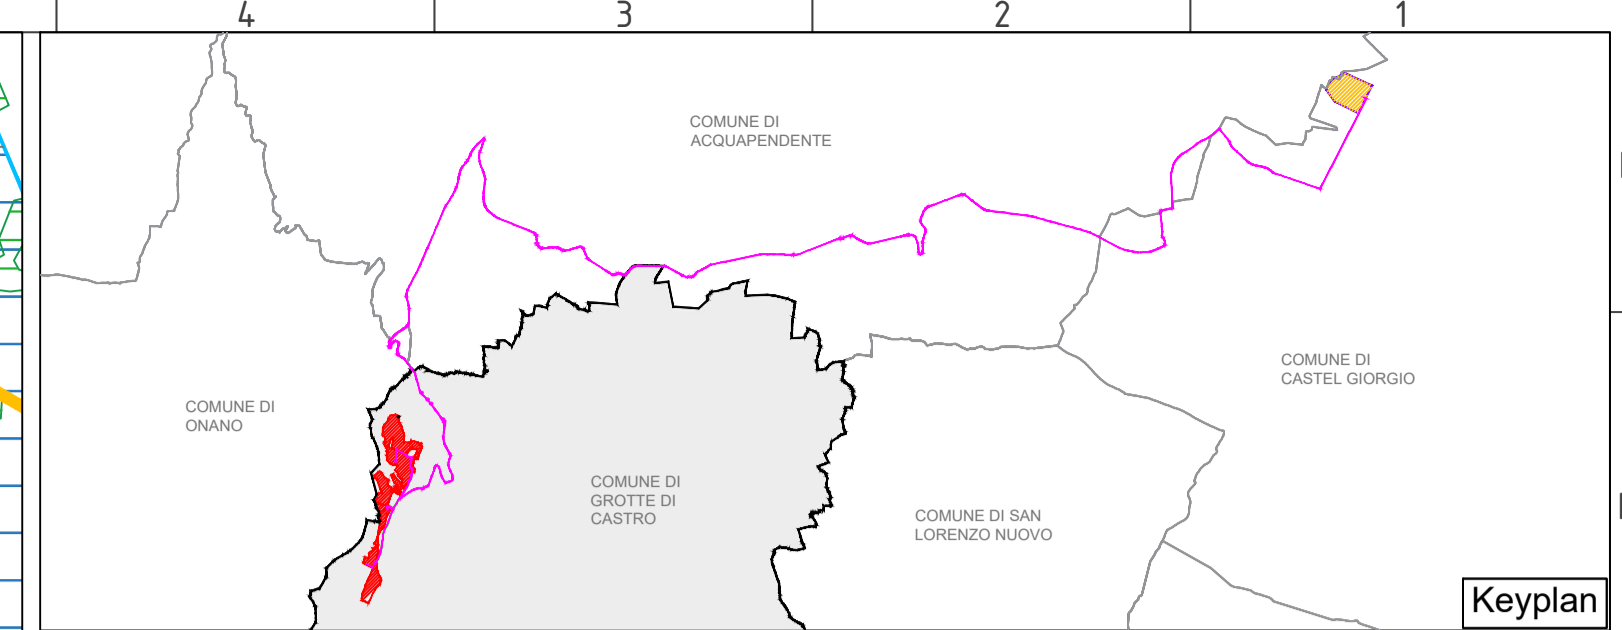 4 3 2 1
COMUNE DI
ACQUAPENDENTE
COMUNE DI
CASTEL GIORGIO
COMUNE DI
ONANO
COMUNE DI
GROTTE DI
CASTRO
COMUNE DI SAN
LORENZO NUOVO
Keyplan